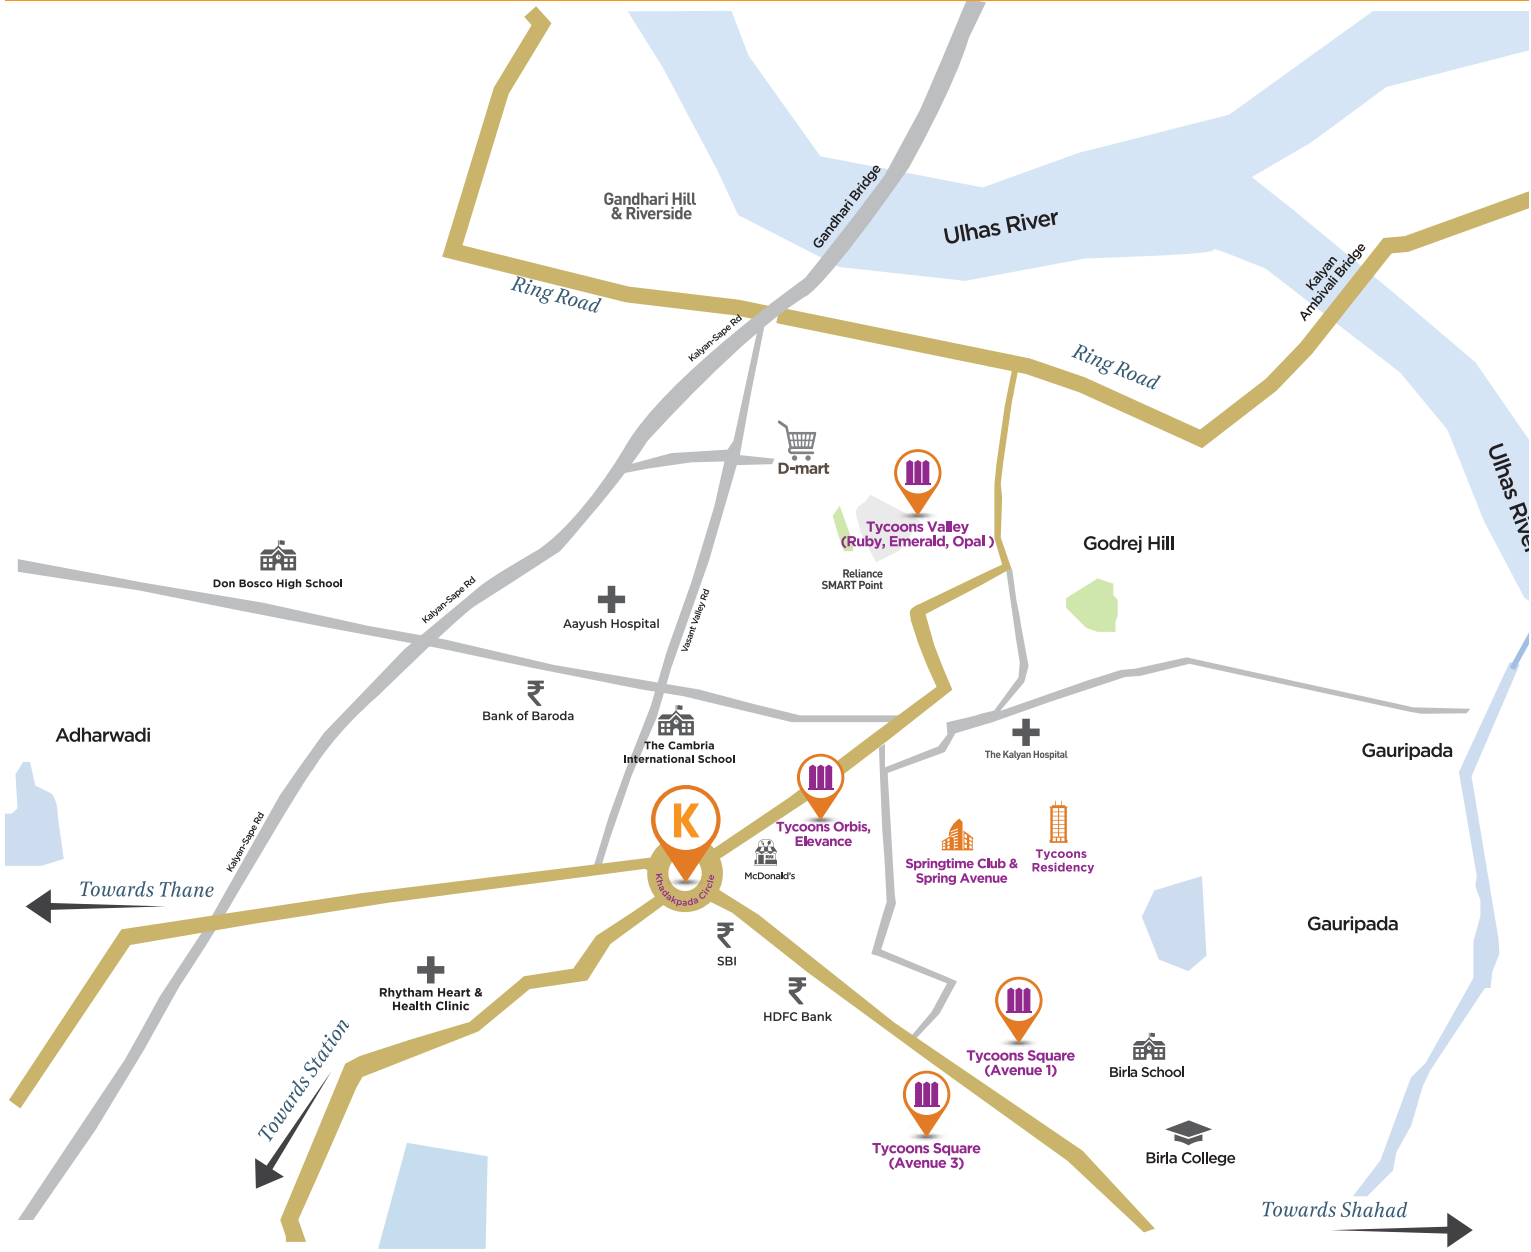 Gandhari Hill
& Riverside
Gandhari Bridge
Ulhas River
Kalyan
Ambivali Bridge
Ring Road
Kalyan-Sape Rd
Ring Road
D-mart
Ulhas River
Tycoons Valley
(Ruby, Emerald, Opal )
Godrej Hill
Reliance
SMART Point
Don Bosco High School
Kalyan-Sape Rd
Aayush Hospital
Vasant Valley Rd
Bank of Baroda
Adharwadi
The Cambria
International School
The Kalyan Hospital
Gauripada
K
Tycoons Orbis,
Elevance
Kalyan-Sape Rd
McDonald's
Springtime Club &
Spring Avenue
Tycoons
Residency
Towards Thane
Khadakpada Circle
Gauripada
SBI
Rhytham Heart &
Health Clinic
HDFC Bank
Towards Station
Tycoons Square
(Avenue 1)
Birla School
Tycoons Square
(Avenue 3)
Birla College
Towards Shahad